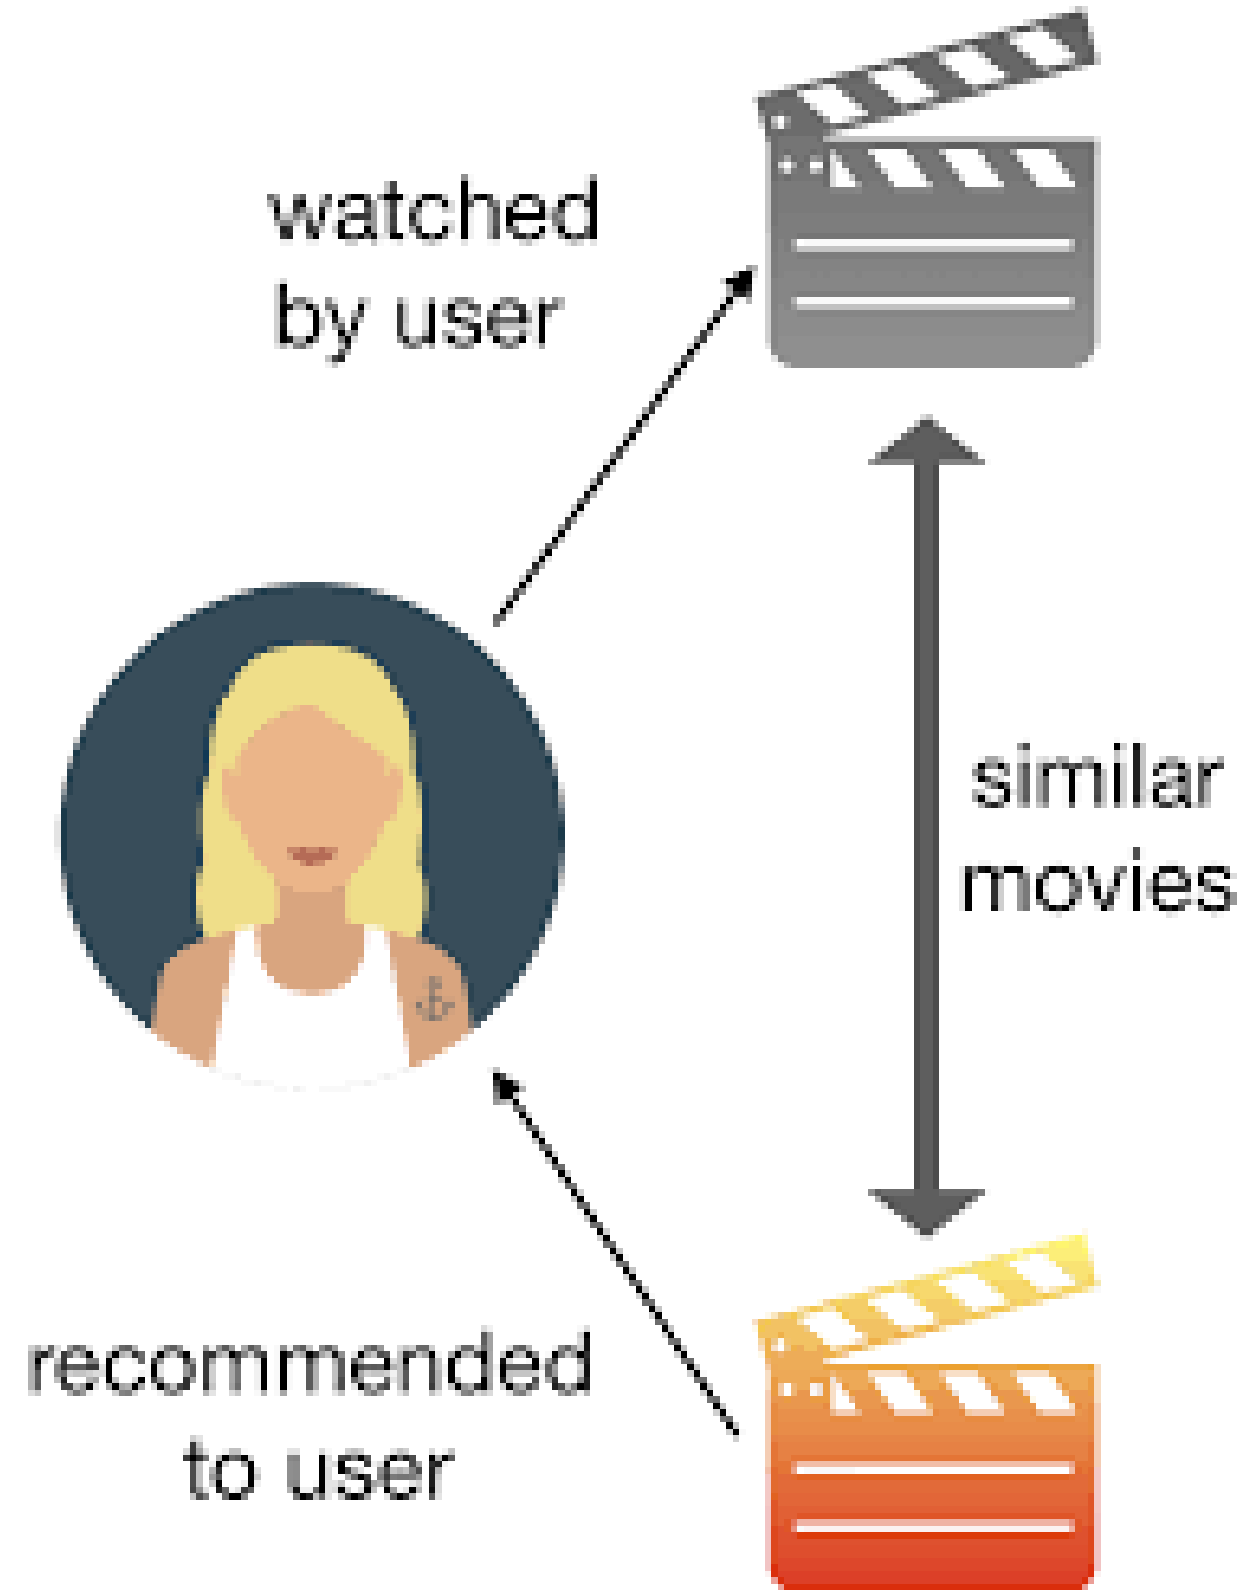 watched
by user
similar
movies
recommended
to user